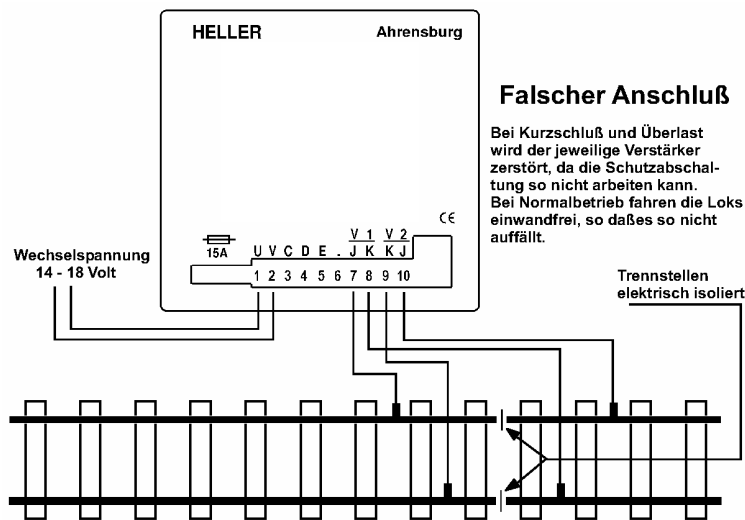 HELLER Ahrensburg
Falscher Anschluß
Bei Kurzschluß und Überlast
wird der jeweilige Verstärker
zerstört, da die Schutzabschal-
tung so nicht arbeiten kann.
Bei Normalbetrieb fahren die Loks
einwandfrei, so daßes so nicht
auffällt.
CE
V 1 V 2
15A U V C D E . J K K J
1 2 3 4 5 6 7 8 9 10
Wechselspannung
14 - 18 Volt
Trennstellen
elektrisch isoliert